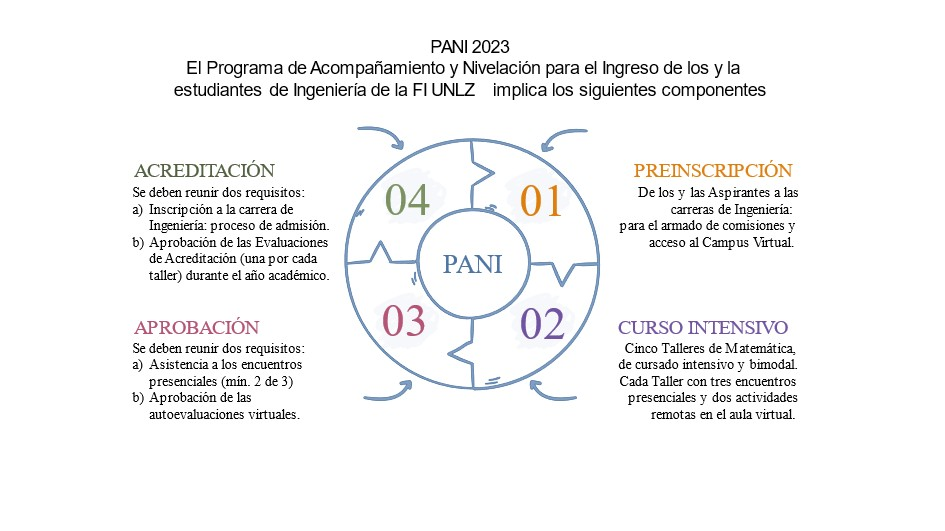 PANI 2023
El Programa de Acompañamiento y Nivelación para el Ingreso de los y la
estudiantes de Ingeniería de la FI UNLZ implica los siguientes componentes
01
PREINSCRIPCIÓN
De los y las Aspirantes a las
carreras de Ingeniería:
para el armado de comisiones y
acceso al Campus Virtual.
02
CURSO INTENSIVO
Cinco Talleres de Matemática,
de cursado intensivo y bimodal.
Cada Taller con tres encuentros
presenciales y dos actividades
remotas en el aula virtual.
03
APROBACIÓN
Se deben reunir dos requisitos:
a) Asistencia a los encuentros
presenciales (mín. 2 de 3)
b) Aprobación de las
autoevaluaciones virtuales.
04
ACREDITACIÓN
Se deben reunir dos requisitos:
a) Inscripción a la carrera de
Ingeniería: proceso de admisión.
b) Aprobación de las Evaluaciones
de Acreditación (una por cada
taller) durante el año académico.
PANI